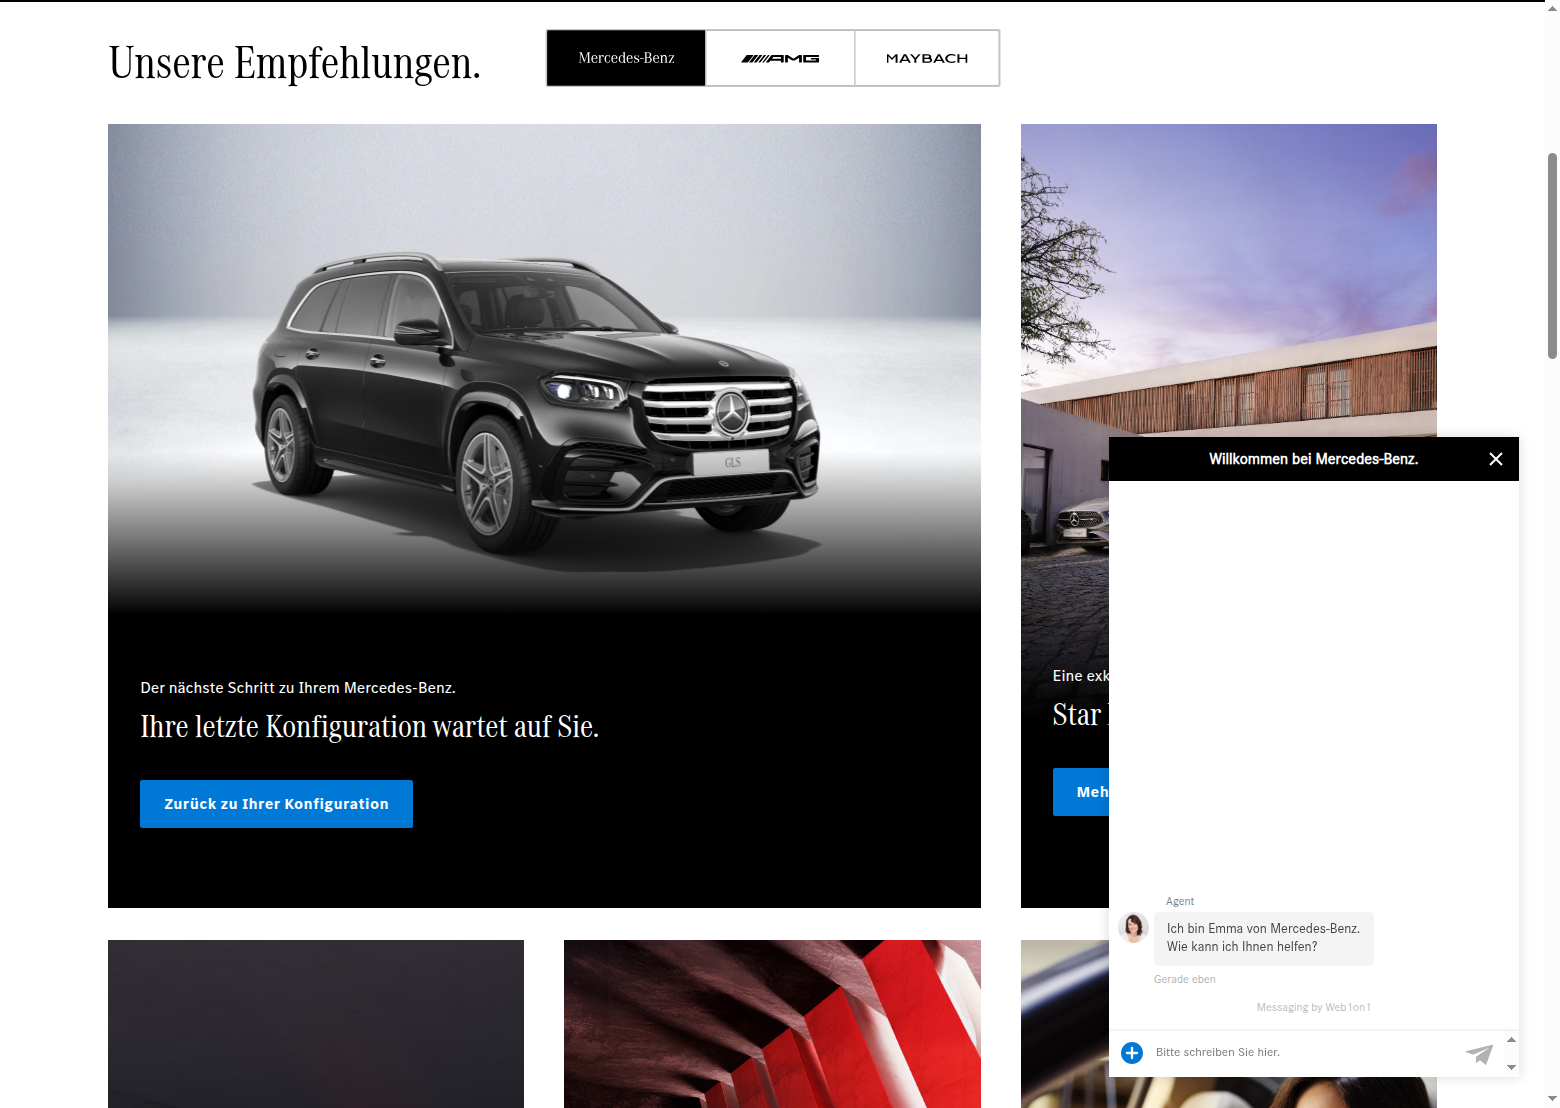 Unsere Empfehlungen.
Mercedes-Benz
AMG
MAYBACH
GLS
Der nächste Schritt zu Ihrem Mercedes-Benz.
Ihre letzte Konfiguration wartet auf Sie.
Zurück zu Ihrer Konfiguration
Eine exk
Star
Meh
Willkommen bei Mercedes-Benz.
Agent
Ich bin Emma von Mercedes-Benz.
Wie kann ich Ihnen helfen?
Gerade eben
Messaging by Web1on1
Bitte schreiben Sie hier.